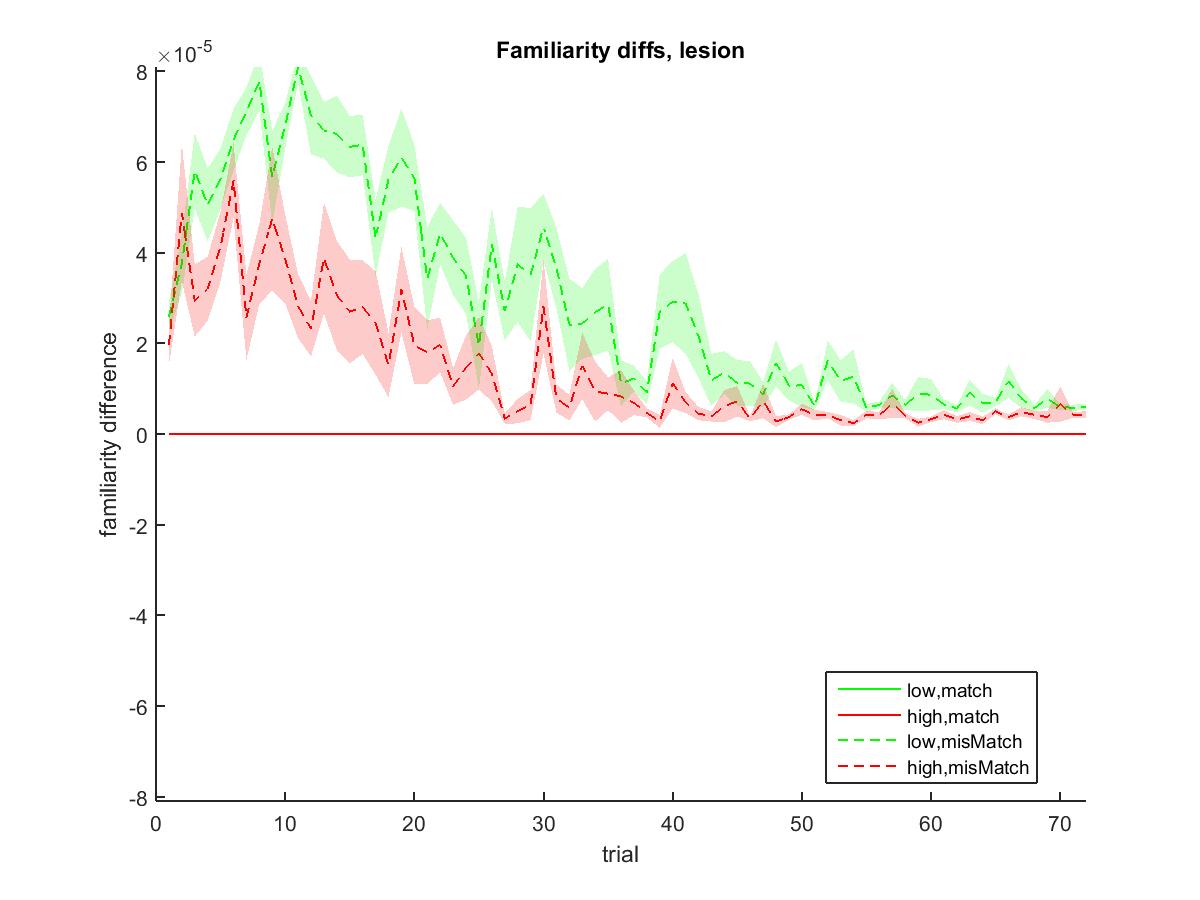 ×10-5
Familiarity diffs, lesion
8
6
4
2
0
-2
-4
-6
-8
familiarity difference
low,match
high,match
low,misMatch
high,misMatch
0 10 20 30 40 50 60 70
trial